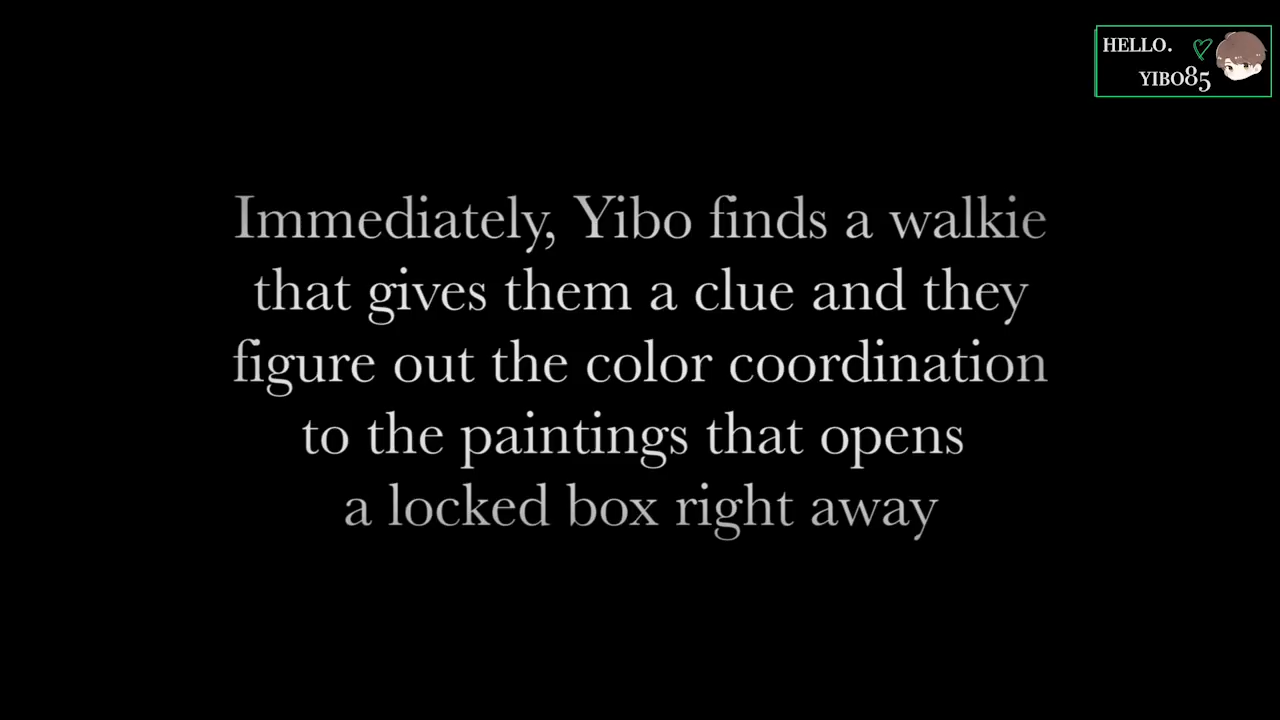 HELLO.
YIBO85
Immediately, Yibo finds a walkie
that gives them a clue and they
figure out the color coordination
to the paintings that opens
a locked box right away